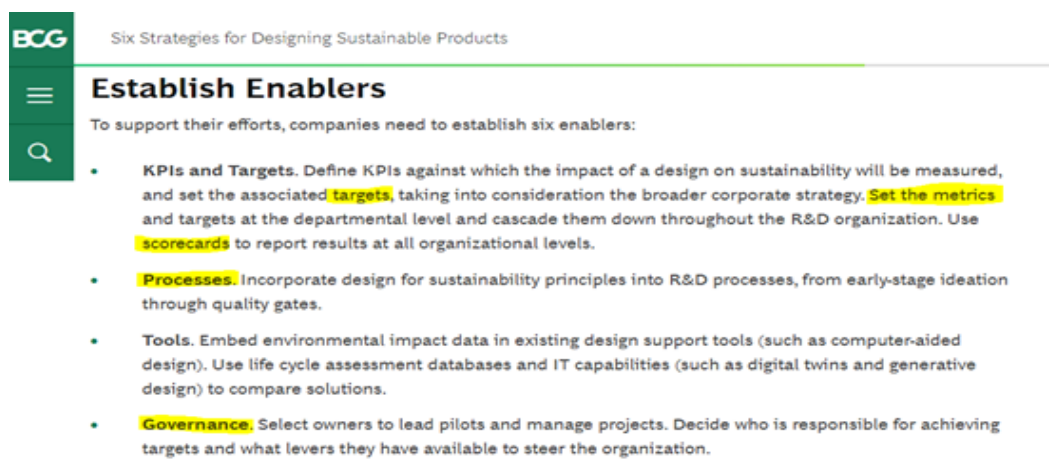 BCG
Six Strategies for Designing Sustainable Products
Establish Enablers
To support their efforts, companies need to establish six enablers:
• KPIs and Targets. Define KPIs against which the impact of a design on sustainability will be measured,
and set the associated targets, taking into consideration the broader corporate strategy. Set the metrics
and targets at the departmental level and cascade them down throughout the R&D organization. Use
scorecards to report results at all organizational levels.
• Processes. Incorporate design for sustainability principles into R&D processes, from early-stage ideation
through quality gates.
• Tools. Embed environmental impact data in existing design support tools (such as computer-aided
design). Use life cycle assessment databases and IT capabilities (such as digital twins and generative
design) to compare solutions.
• Governance. Select owners to lead pilots and manage projects. Decide who is responsible for achieving
targets and what levers they have available to steer the organization.